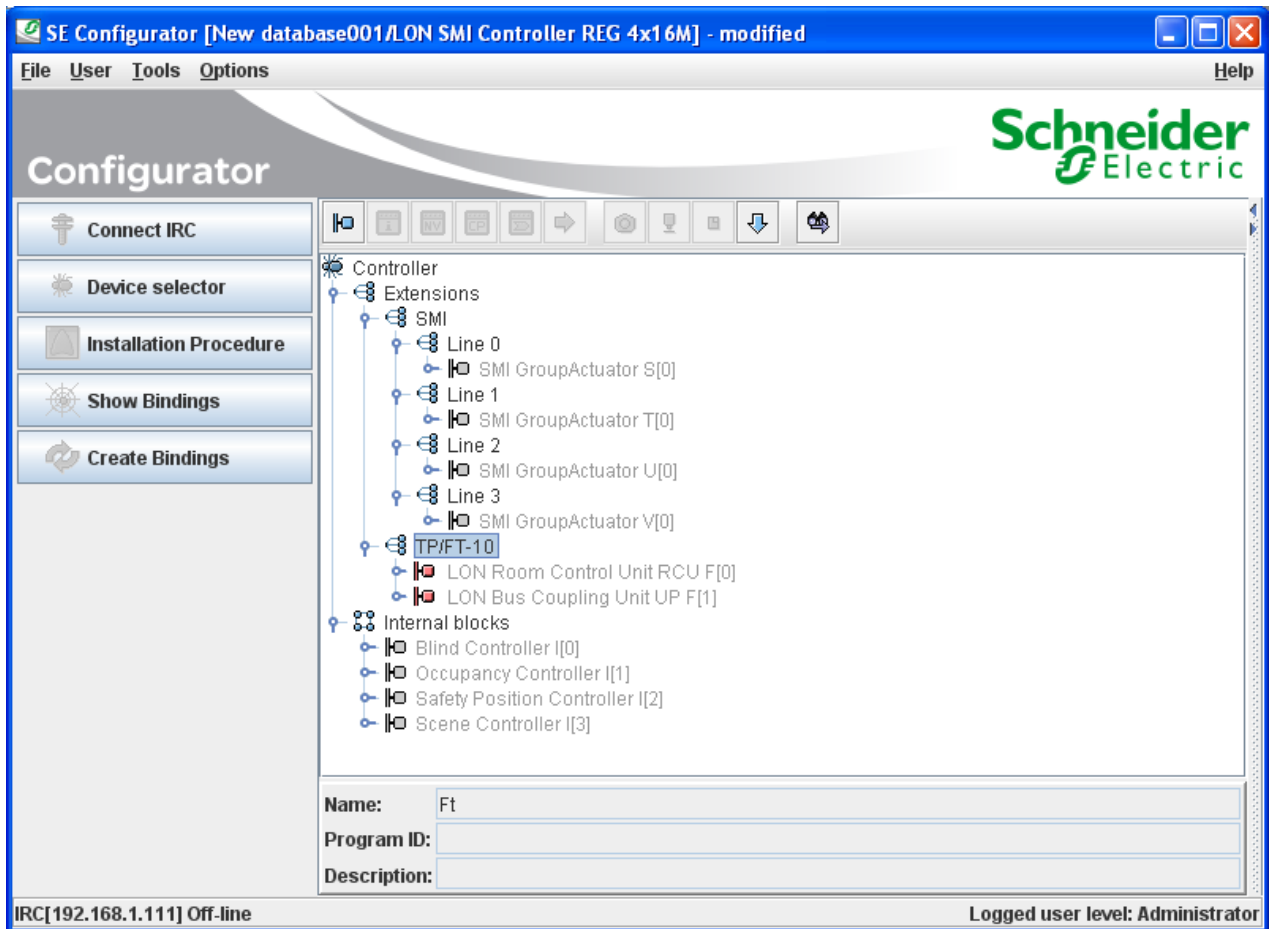 SE Configurator [New database001/LON SMI Controller REG 4x16M] - modified
File User Tools Options Help
Configurator
Schneider
Electric
Connect IRC
Device selector
Installation Procedure
Show Bindings
Create Bindings
NV CP
Controller
Extensions
SMI
Line 0
SMI GroupActuator S[0]
Line 1
SMI GroupActuator T[0]
Line 2
SMI GroupActuator U[0]
Line 3
SMI GroupActuator V[0]
TP/FT-10
LON Room Control Unit RCU F[0]
LON Bus Coupling Unit UP F[1]
Internal blocks
Blind Controller I[0]
Occupancy Controller I[1]
Safety Position Controller I[2]
Scene Controller I[3]
Name: Ft
Program ID:
Description:
IRC[192.168.1.111] Off-line Logged user level: Administrator